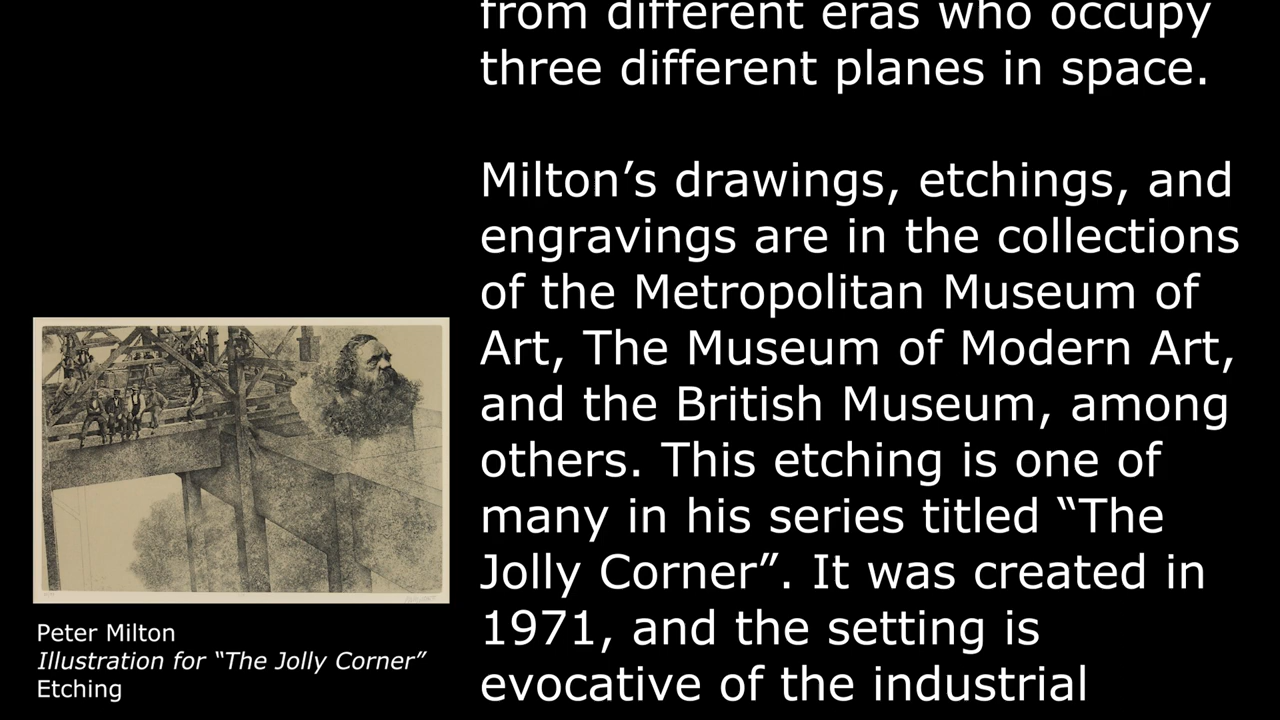 from different eras who occupy
three different planes in space.
Milton’s drawings, etchings, and
engravings are in the collections
of the Metropolitan Museum of
Art, The Museum of Modern Art,
and the British Museum, among
others. This etching is one of
many in his series titled “The
Jolly Corner”. It was created in
1971, and the setting is
evocative of the industrial
Peter Milton
Illustration for “The Jolly Corner”
Etching